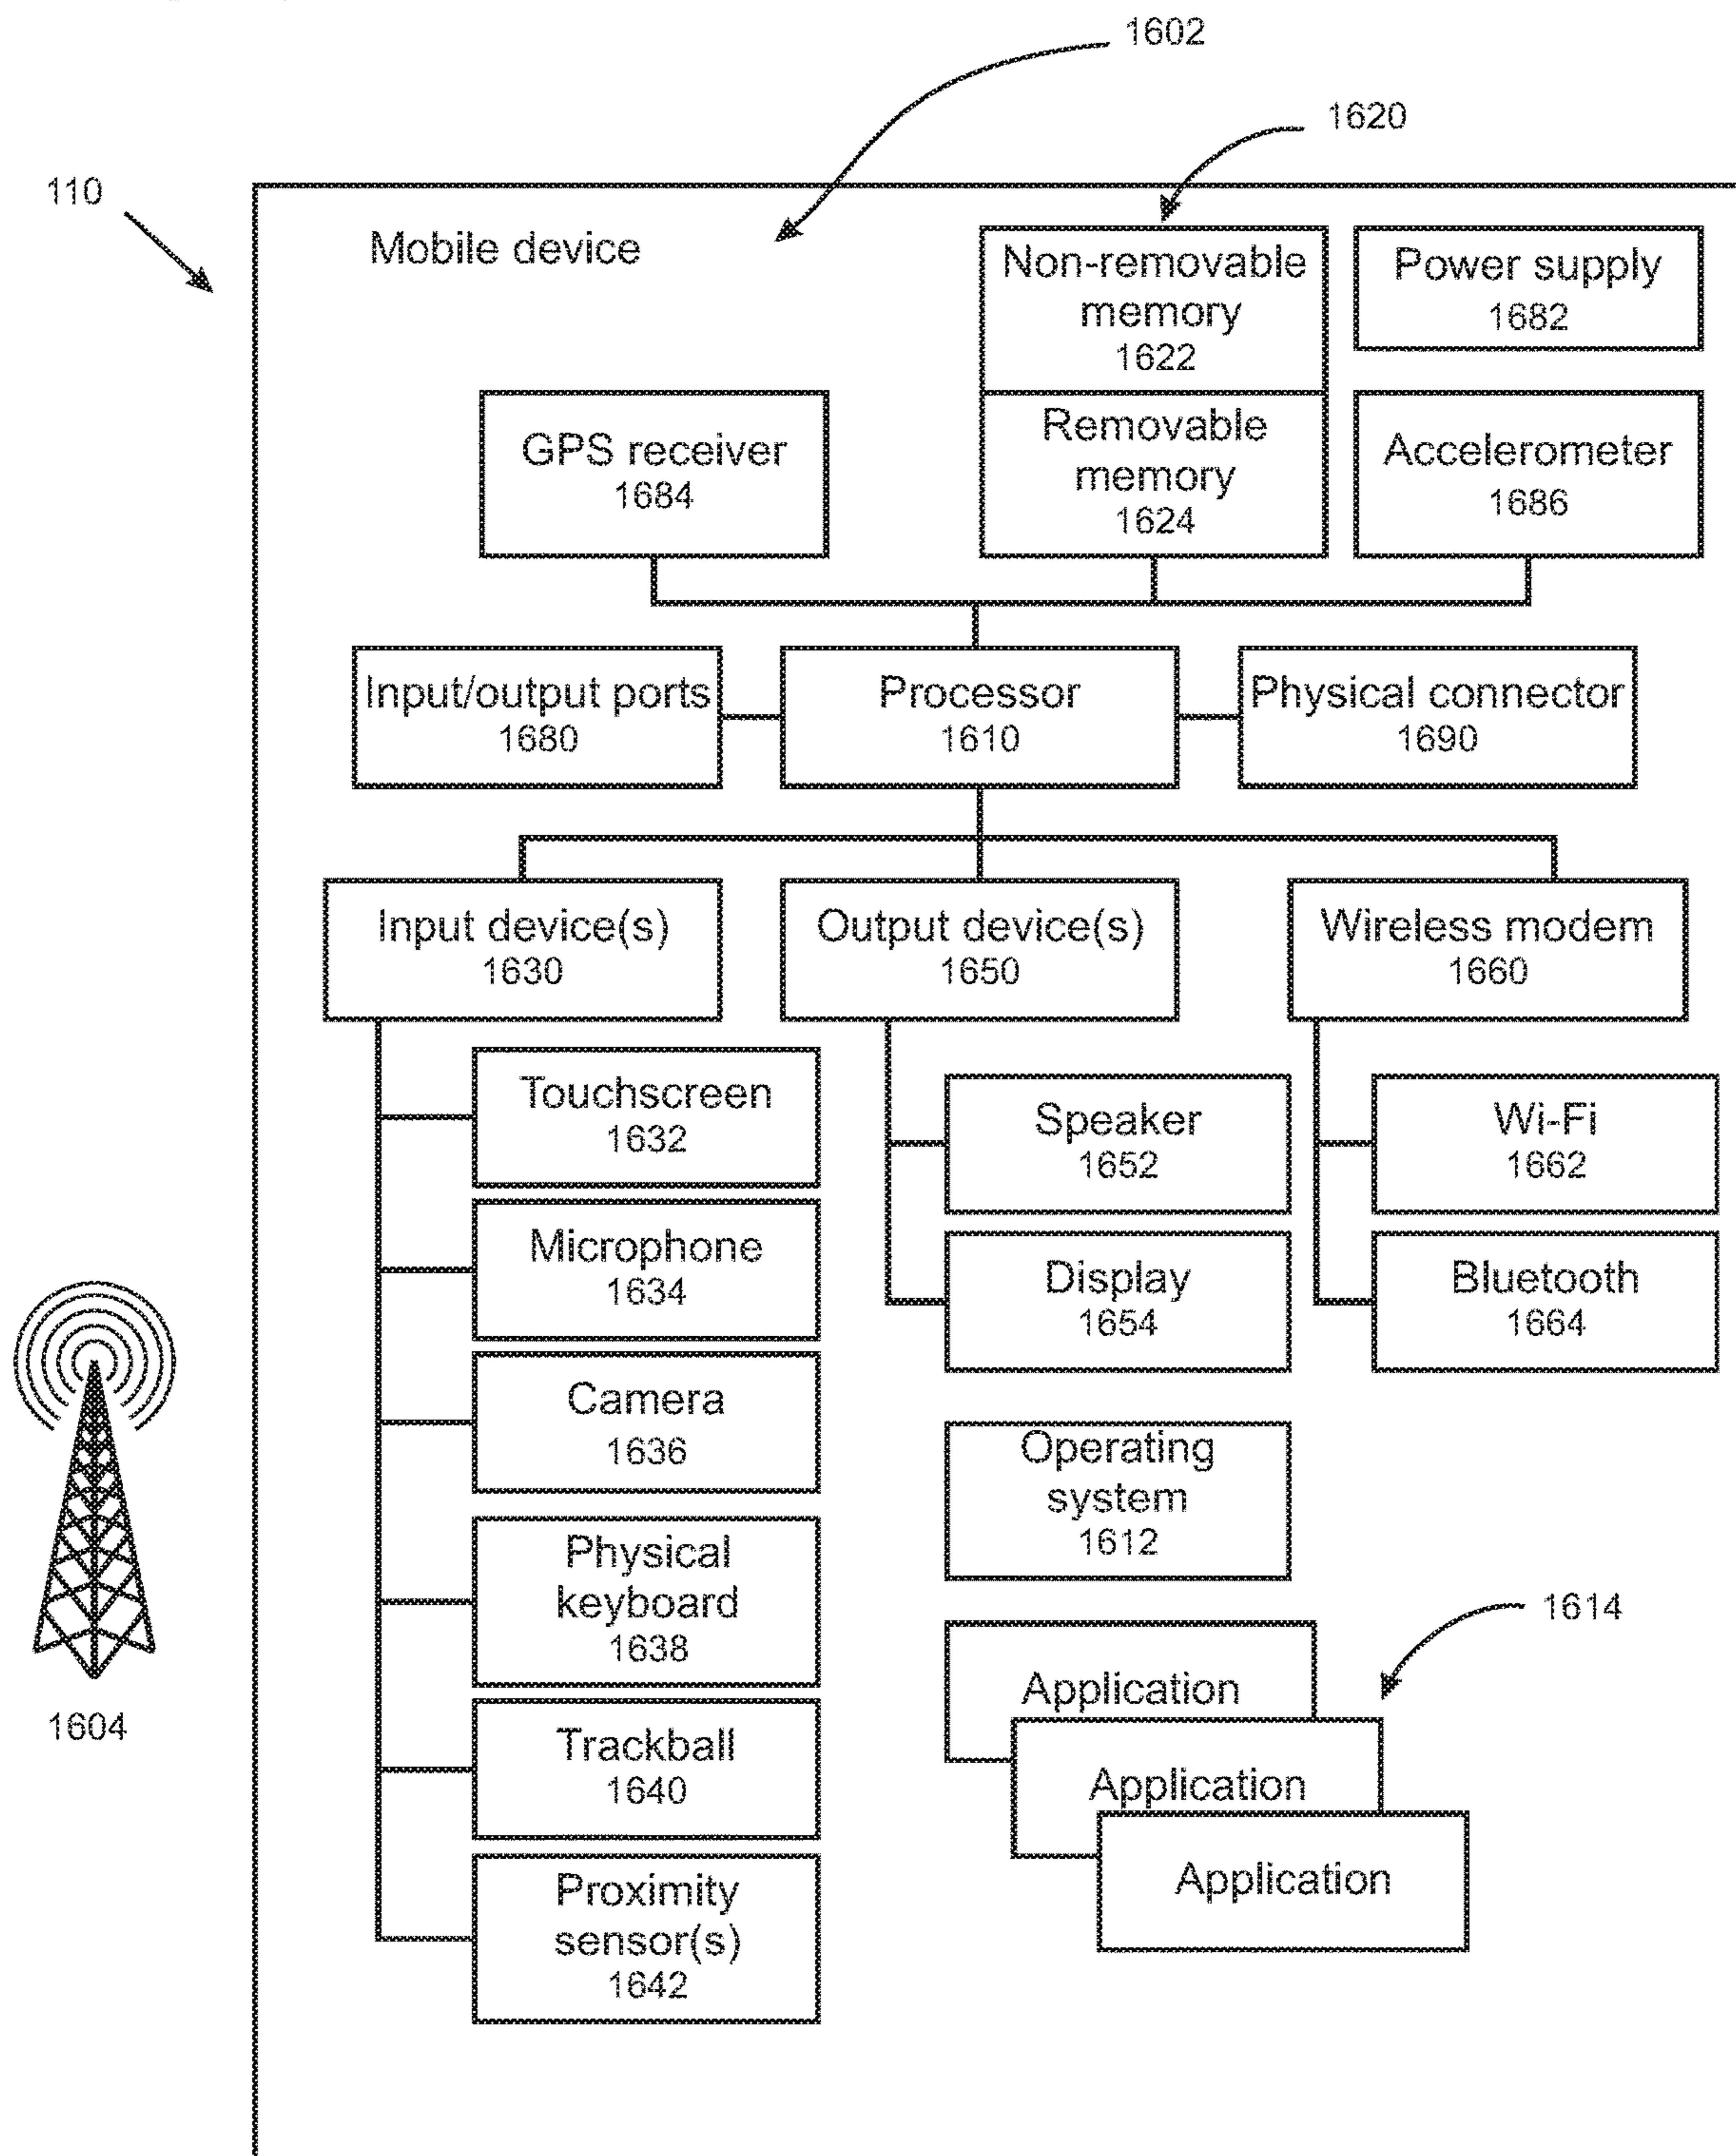 1602
1620
110
Mobile device
Non-removable
memory
1622
Power supply
1682
GPS receiver
1684
Removable
memory
1624
Accelerometer
1686
Input/output ports
1680
Processor
1610
Physical connector
1690
Input device(s)
1630
Output device(s)
1650
Wireless modem
1660
Touchscreen
1632
Speaker
1652
Wi-Fi
1662
Microphone
1634
Display
1654
Bluetooth
1664
Camera
1636
Operating
system
1612
Physical
keyboard
1638
1614
Application
1604
Trackball
1640
Application
Application
Proximity
sensor(s)
1642